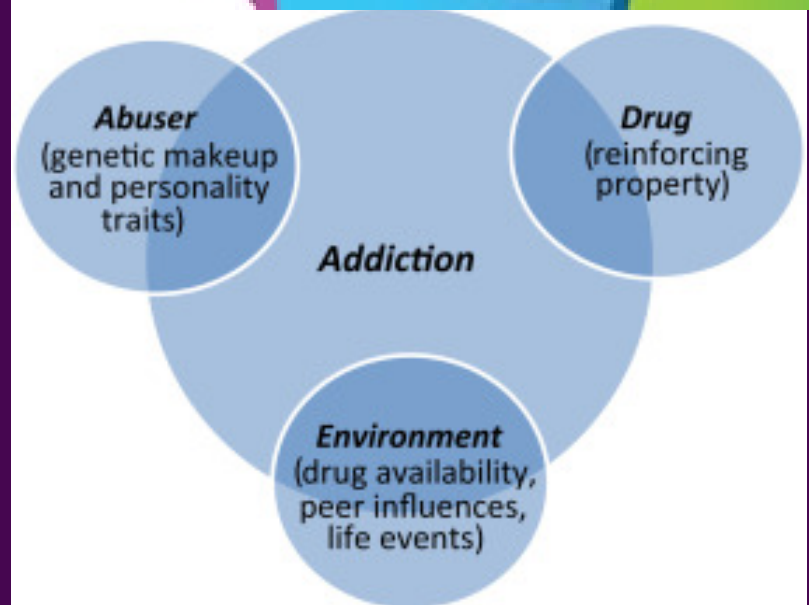 Abuser
(genetic makeup
and personality
traits)
Drug
(reinforcing
property)
Addiction
Environment
(drug availability,
peer influences,
life events)